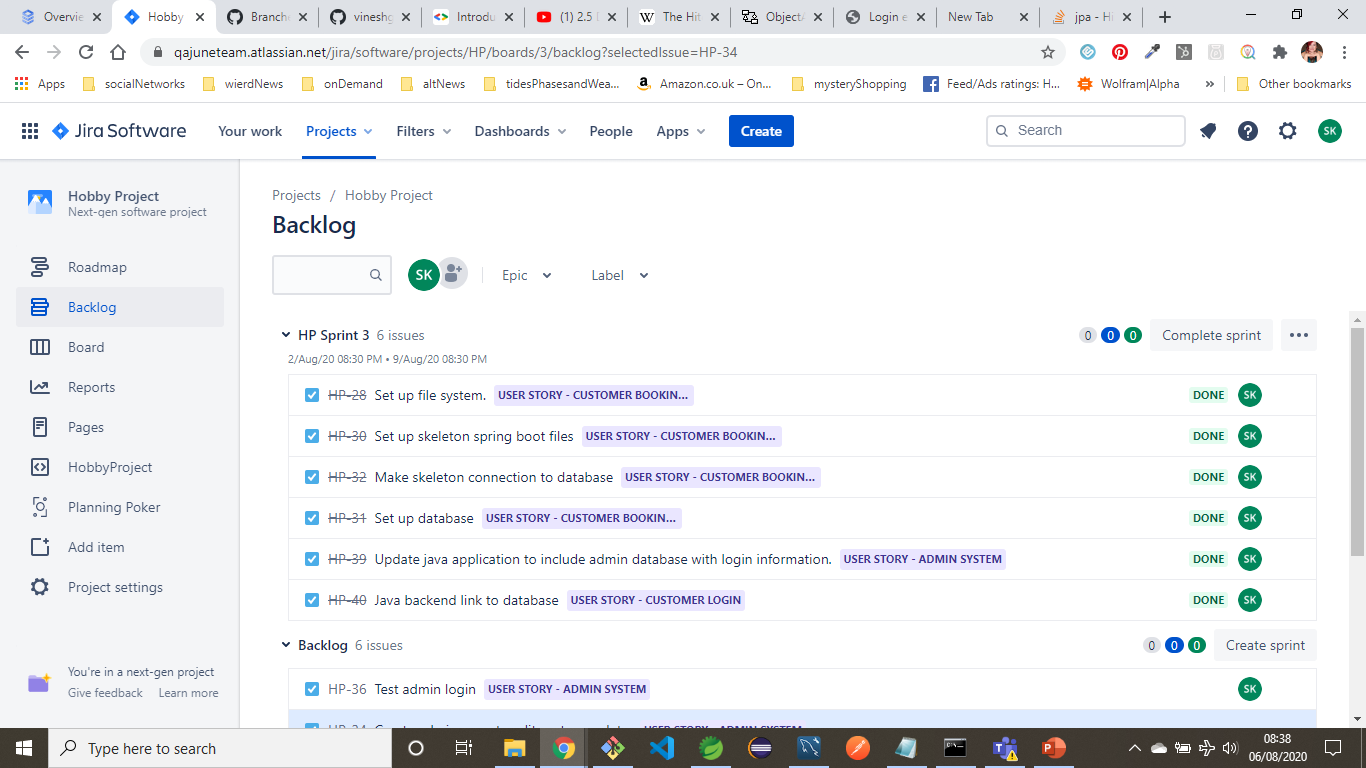 Overvie
Hobby
Branche
vineshg
Introdu
(1) 2.5 I
The Hit
ObjectA
Login e
New Tab
jpa - Hi
qajuneteam.atlassian.net/jira/software/projects/HP/boards/3/backlog?selectedIssue=HP-34
Apps
socialNetworks
wierdNews
onDemand
altNews
tidesPhasesandWea...
Amazon.co.uk – On...
mysteryShopping
Feed/Ads ratings: H...
Wolfram|Alpha
»
Other bookmarks
Jira Software
Your work
Projects
Filters
Dashboards
People
Apps
Create
Search
SK
Hobby Project
Next-gen software project
Roadmap
Backlog
Board
Reports
Pages
HobbyProject
Planning Poker
Add item
Project settings
You're in a next-gen project
Give feedback Learn more
Projects / Hobby Project
Backlog
SK
Epic
Label
HP Sprint 3 6 issues
0 0 0
Complete sprint
2/Aug/20 08:30 PM • 9/Aug/20 08:30 PM
HP-28 Set up file system. USER STORY - CUSTOMER BOOKIN... DONE SK
HP-30 Set up skeleton spring boot files USER STORY - CUSTOMER BOOKIN... DONE SK
HP-32 Make skeleton connection to database USER STORY - CUSTOMER BOOKIN... DONE SK
HP-31 Set up database USER STORY - CUSTOMER BOOKIN... DONE SK
HP-39 Update java application to include admin database with login information. USER STORY - ADMIN SYSTEM DONE SK
HP-40 Java backend link to database USER STORY - CUSTOMER LOGIN DONE SK
Backlog 6 issues
0 0 0
Create sprint
HP-36 Test admin login USER STORY - ADMIN SYSTEM SK
HP-34
USER STORY - ADMIN SYSTEM
Type here to search
08:38
06/08/2020